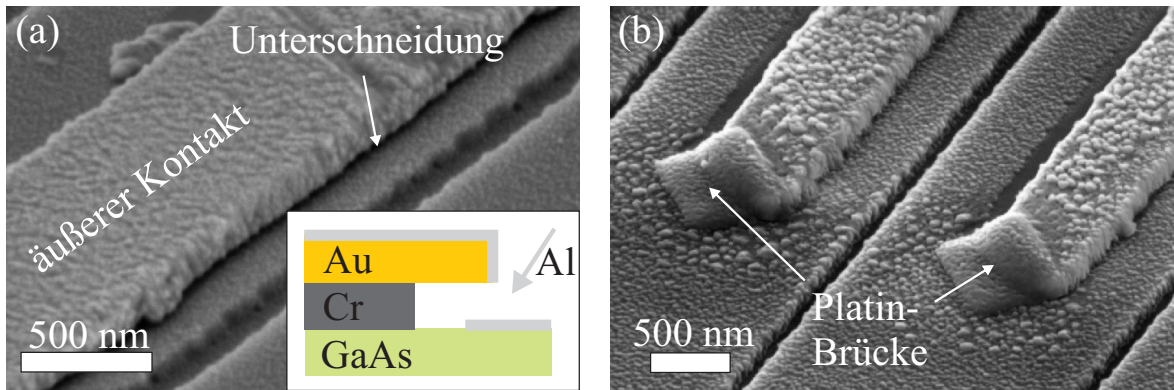 (a)
Unterschneidung
äußerer Kontakt
Au
Al
Cr
GaAs
500 nm
(b)
Platin-
Brücke
500 nm